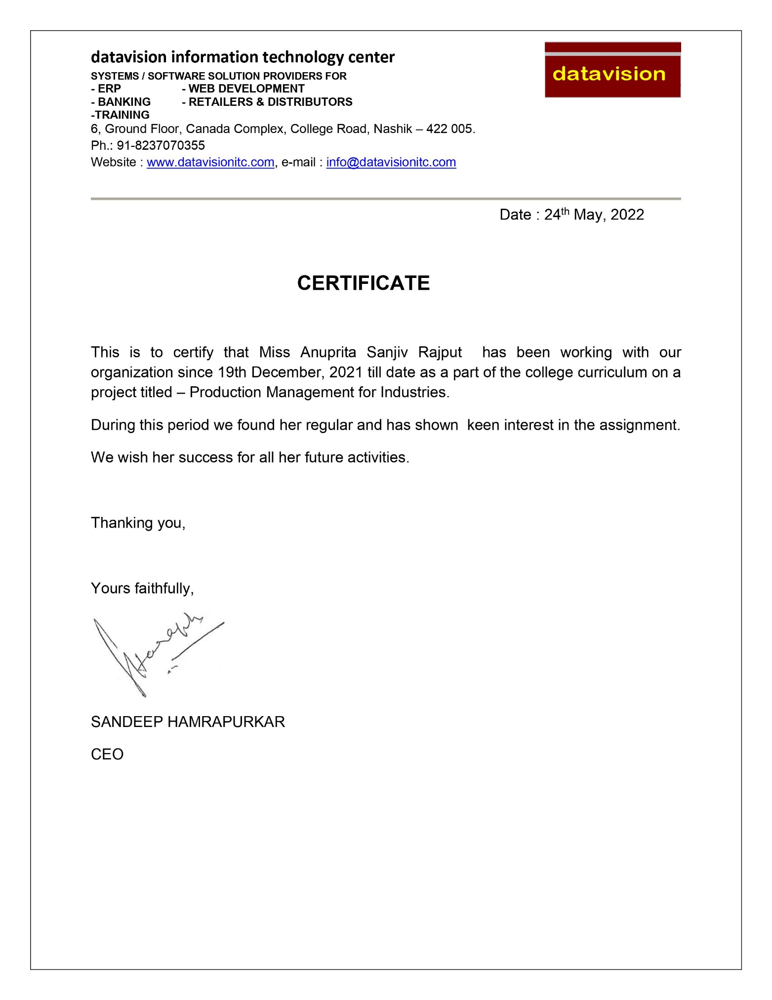 datavision information technology center
datavision
SYSTEMS / SOFTWARE SOLUTION PROVIDERS FOR
- ERP - WEB DEVELOPMENT
- BANKING - RETAILERS & DISTRIBUTORS
-TRAINING
6, Ground Floor, Canada Complex, College Road, Nashik – 422 005.
Ph.: 91-8237070355
Website : www.datavisionitc.com, e-mail : info@datavisionitc.com
Date : 24th May, 2022
CERTIFICATE
This is to certify that Miss Anuprita Sanjiv Rajput has been working with our
organization since 19th December, 2021 till date as a part of the college curriculum on a
project titled – Production Management for Industries.
During this period we found her regular and has shown keen interest in the assignment.
We wish her success for all her future activities.
Thanking you,
Yours faithfully,
SANDEEP HAMRAPURKAR
CEO